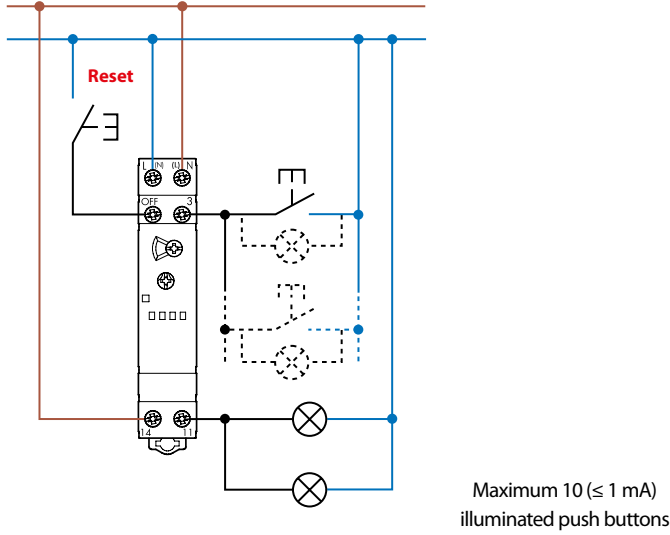 Reset
L (N) (L) N
OFF 3
14 11
Maximum 10 (≤ 1 mA)
illuminated push buttons